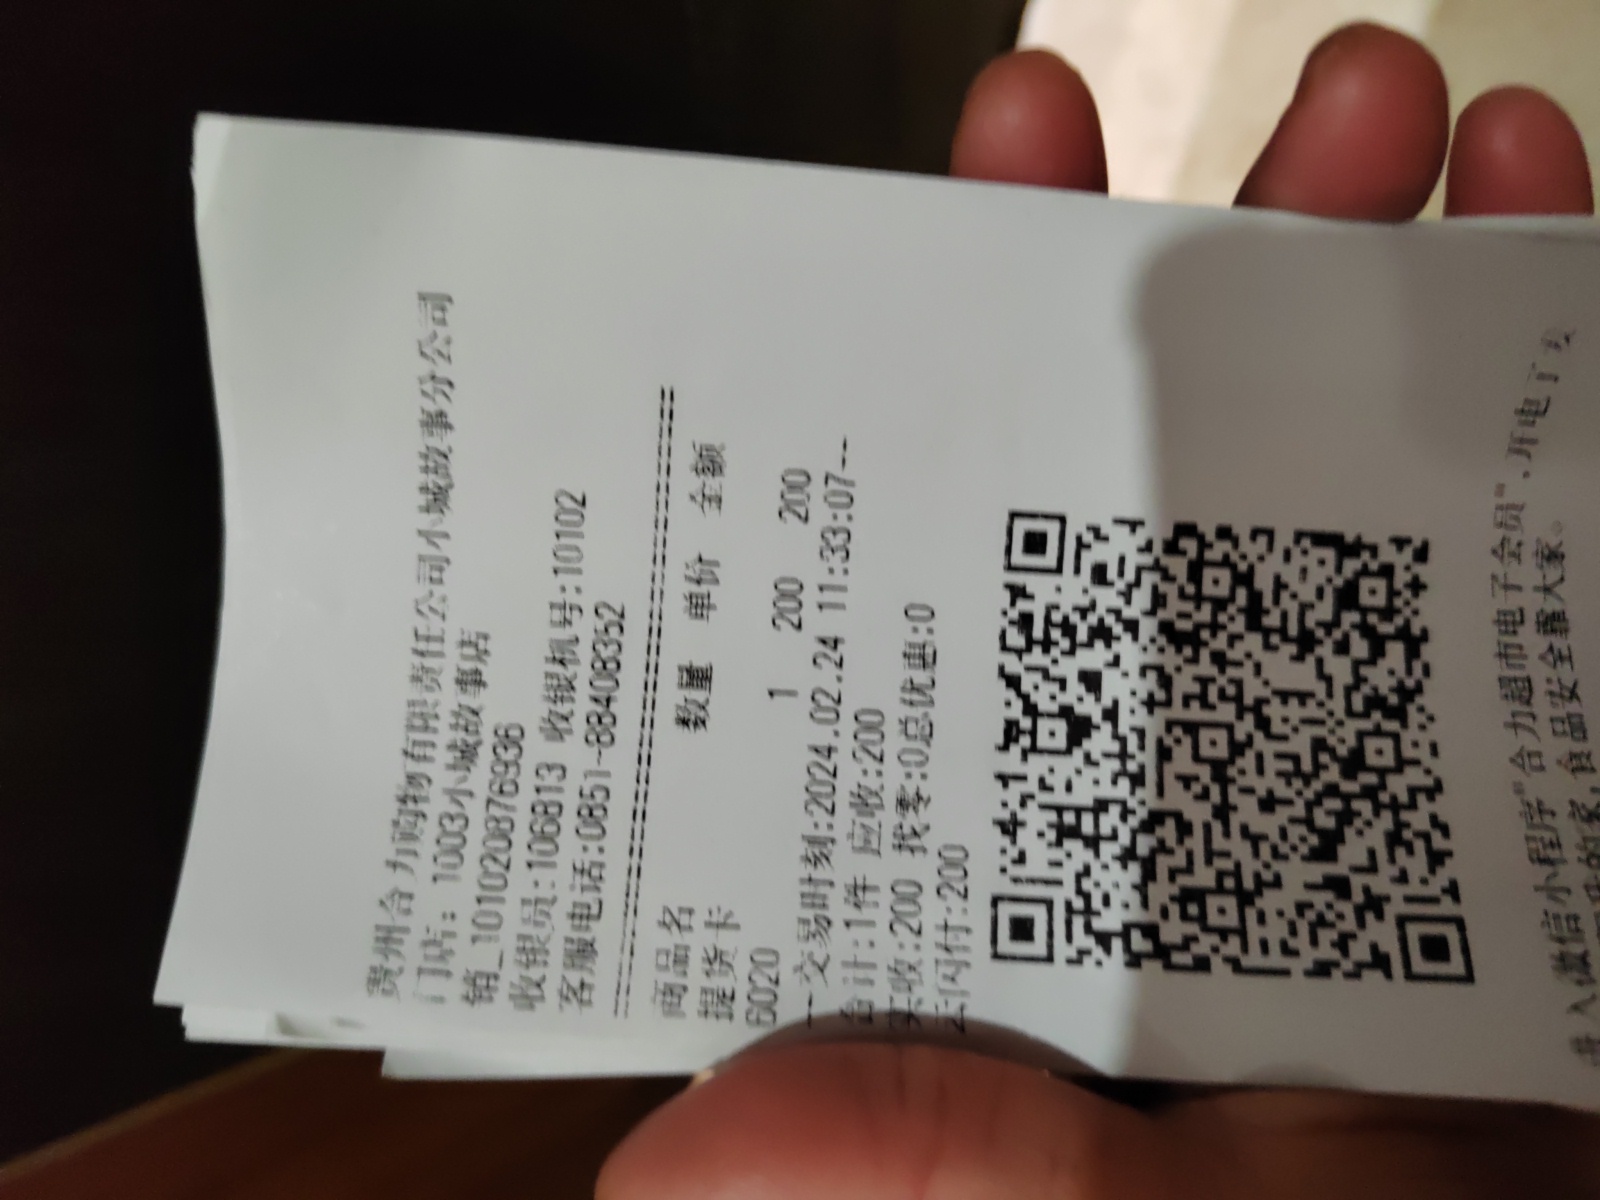 贵州合力购物有限责任公司小城故事分公司
门店：1003小城故事店
销_1010208876936
收银员:106813 收银机号:10102
客服电话:0851-88408352
商品名 数量 单价 金额
提货卡
60020 1 200 200
---交易时刻:2024.02.24 11:33:07---
合计:1件 应收:200
实收:200 找零:0总优惠:0
云闪付:200
进入微信小程序"合力超市电子会员",开电子
的家,食品安全靠大家。